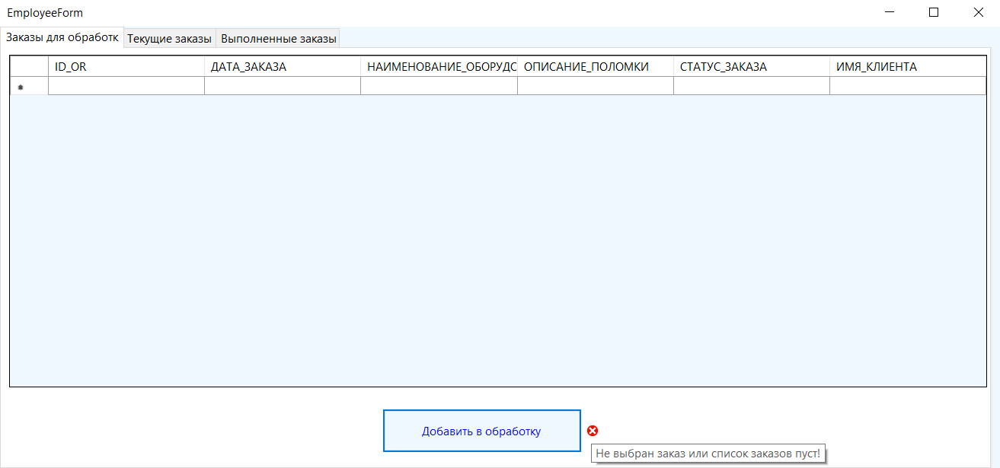 EmployeeForm
Заказы для обработк Текущие заказы Выполненные заказы
ID_OR ДАТА_ЗАКАЗА НАИМЕНОВАНИЕ_ОБОРУДС ОПИСАНИЕ_ПОЛОМКИ СТАТУС_ЗАКАЗА ИМЯ_КЛИЕНТА
Добавить в обработку
Не выбран заказ или список заказов пуст!